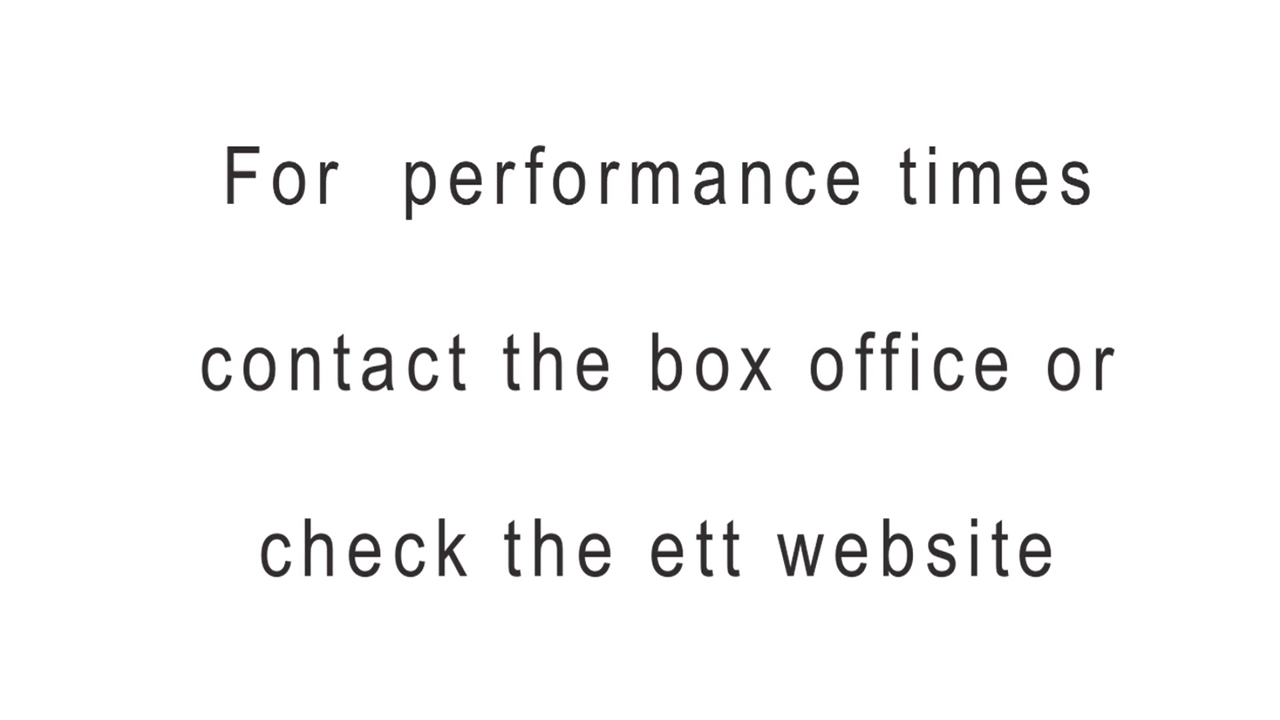 For performance times
contact the box office or
check the ett website